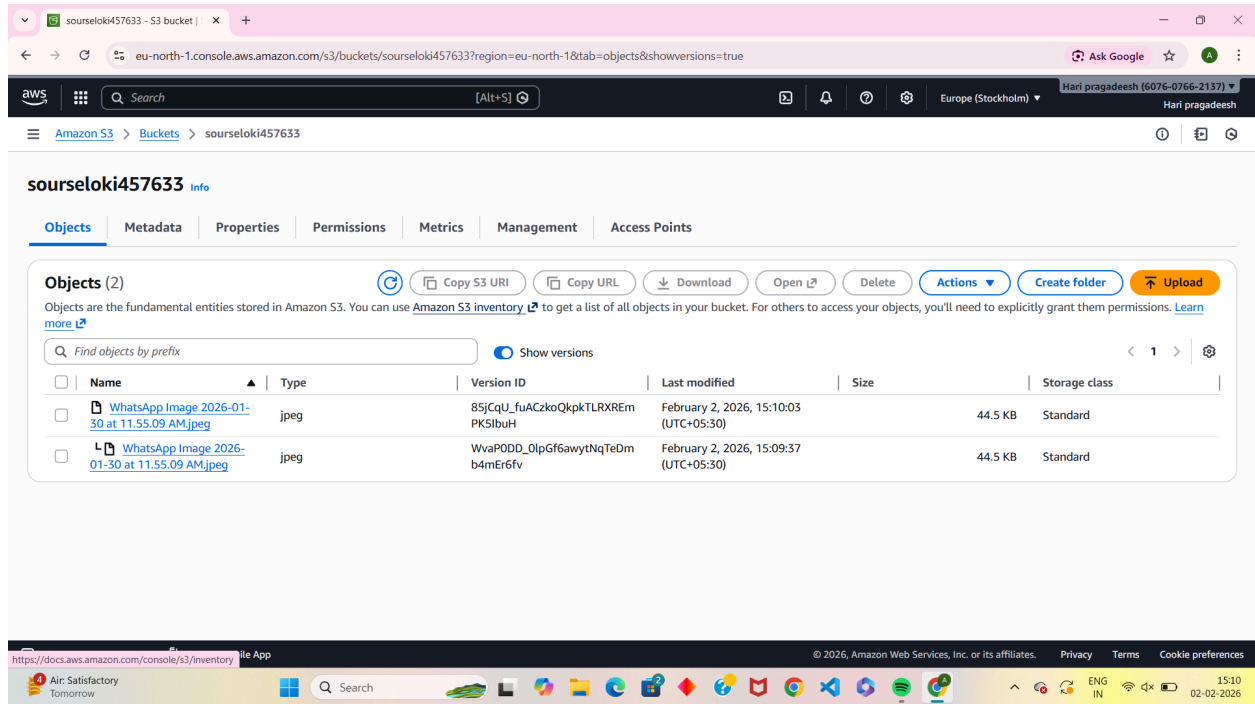 sourseloki457633 - S3 bucket |
eu-north-1.console.aws.amazon.com/s3/buckets/sourseloki457633?region=eu-north-1&tab=objects&showversions=true
Ask Google
A
aws
Search
[Alt+S]
Europe (Stockholm)
Hari pragadeesh (6076-0766-2137)
Hari pragadeesh
Amazon S3 > Buckets > sourseloki457633
sourseloki457633 Info
Objects
Metadata
Properties
Permissions
Metrics
Management
Access Points
Objects (2)
Copy S3 URI
Copy URL
Download
Open
Delete
Actions
Create folder
Upload
Objects are the fundamental entities stored in Amazon S3. You can use Amazon S3 inventory to get a list of all objects in your bucket. For others to access your objects, you'll need to explicitly grant them permissions. Learn
more
Find objects by prefix
Show versions
1
Name
Type
Version ID
Last modified
Size
Storage class
WhatsApp Image 2026-01-
30 at 11.55.09 AM.jpeg
jpeg
85jCqU_fuACzkoQkpkTLRXREm
PK5IbuH
February 2, 2026, 15:10:03
(UTC+05:30)
44.5 KB
Standard
WhatsApp Image 2026-
01-30 at 11.55.09 AM.jpeg
jpeg
WvaP0DD_0lpGf6awytNqTeDm
b4mEr6fv
February 2, 2026, 15:09:37
(UTC+05:30)
44.5 KB
Standard
https://docs.aws.amazon.com/console/s3/inventory
ile App
© 2026, Amazon Web Services, Inc. or its affiliates.
Privacy
Terms
Cookie preferences
4
Air: Satisfactory
Tomorrow
Search
2
A
ENG
IN
15:10
02-02-2026